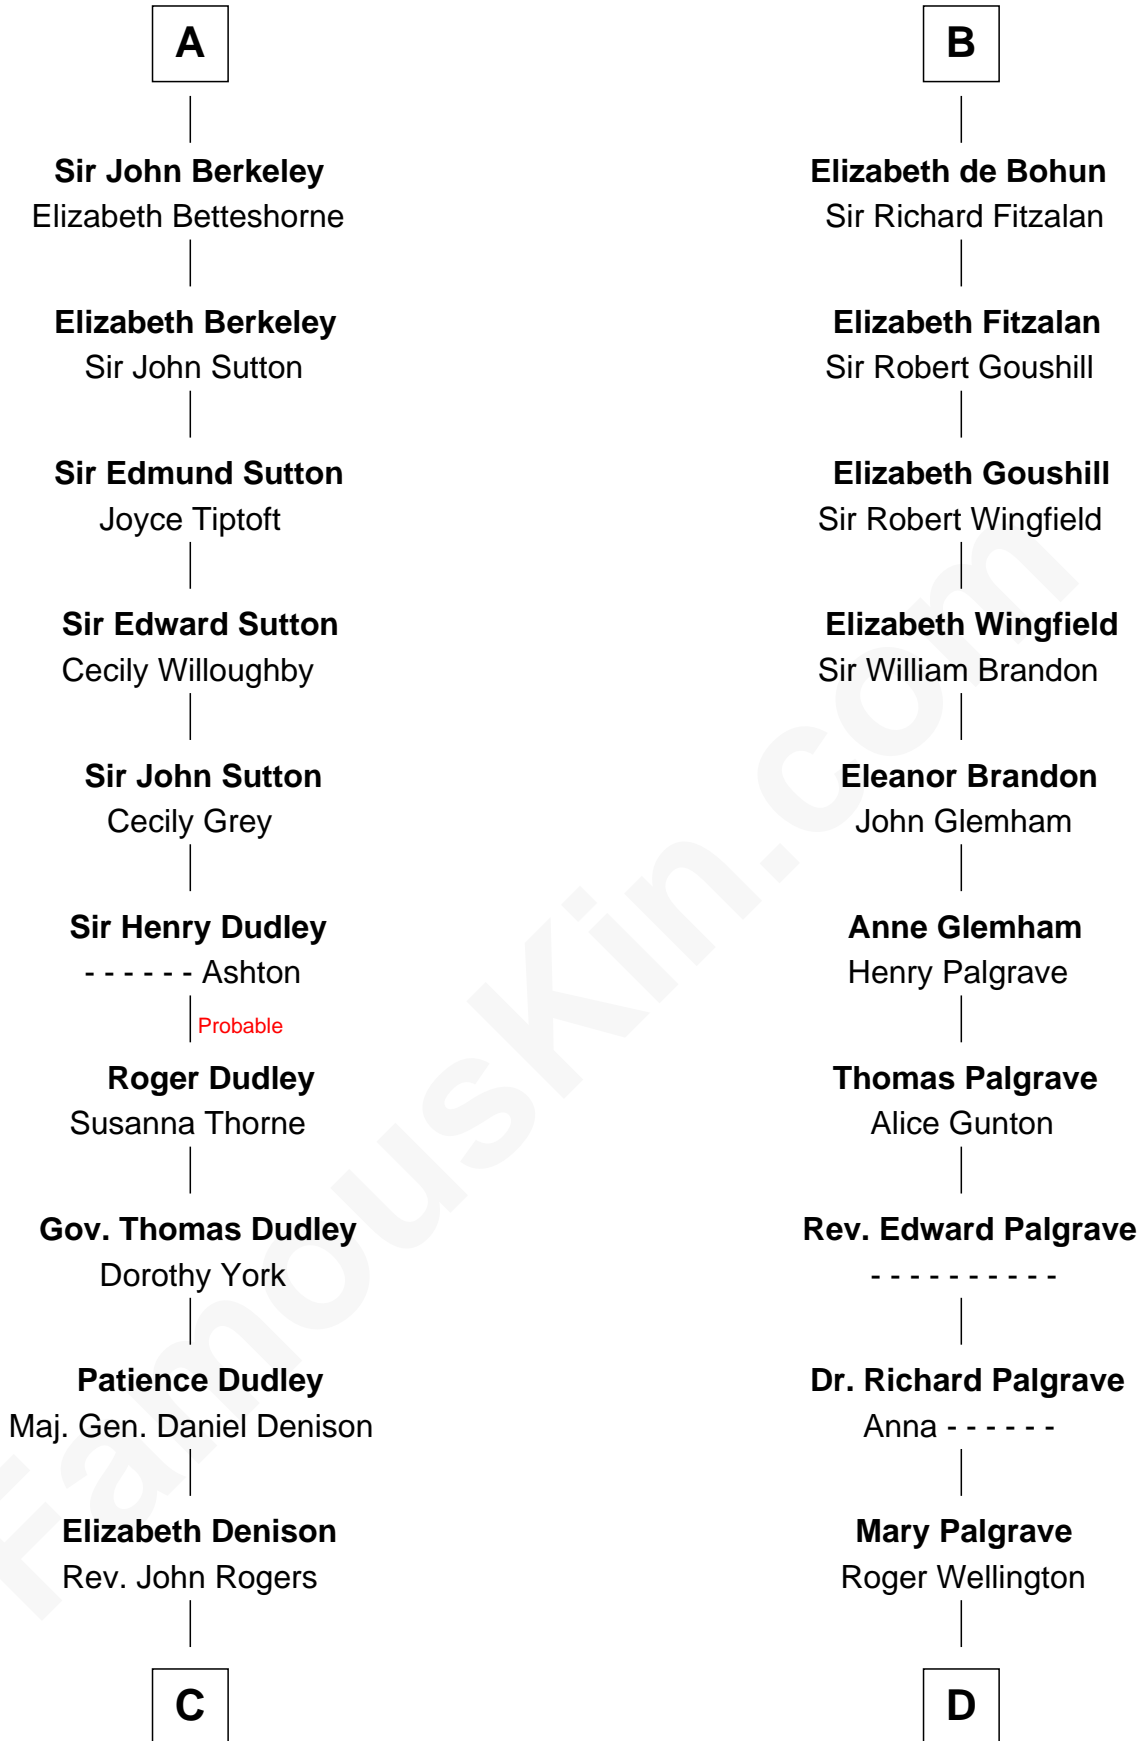 A
Sir John Berkeley
Elizabeth Betteshorne
Elizabeth Berkeley
Sir John Sutton
Sir Edmund Sutton
Joyce Tiptoft
Sir Edward Sutton
Cecily Willoughby
Sir John Sutton
Cecily Grey
Sir Henry Dudley
- - - - - - Ashton
Probable
Roger Dudley
Susanna Thorne
Gov. Thomas Dudley
Dorothy York
Patience Dudley
Maj. Gen. Daniel Denison
Elizabeth Denison
Rev. John Rogers
C
B
Elizabeth de Bohun
Sir Richard Fitzalan
Elizabeth Fitzalan
Sir Robert Goushill
Elizabeth Goushill
Sir Robert Wingfield
Elizabeth Wingfield
Sir William Brandon
Eleanor Brandon
John Glemham
Anne Glemham
Henry Palgrave
Thomas Palgrave
Alice Gunton
Rev. Edward Palgrave
- - - - - - - - - -
Dr. Richard Palgrave
Anna - - - - - -
Mary Palgrave
Roger Wellington
D
FamousKin.com